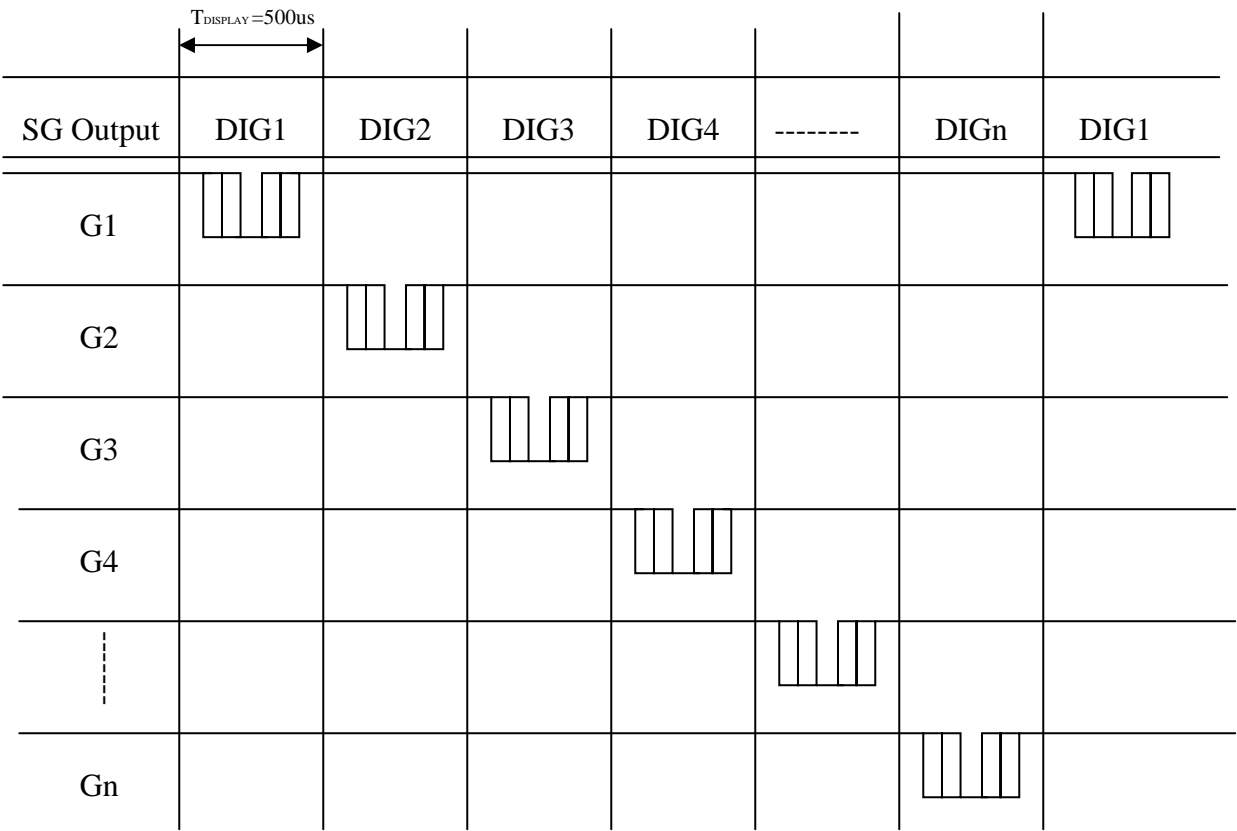 TDISPLAY=500us
SG Output DIG1 DIG2 DIG3 DIG4 -------- DIGn DIG1
G1
G2
G3
G4
Gn